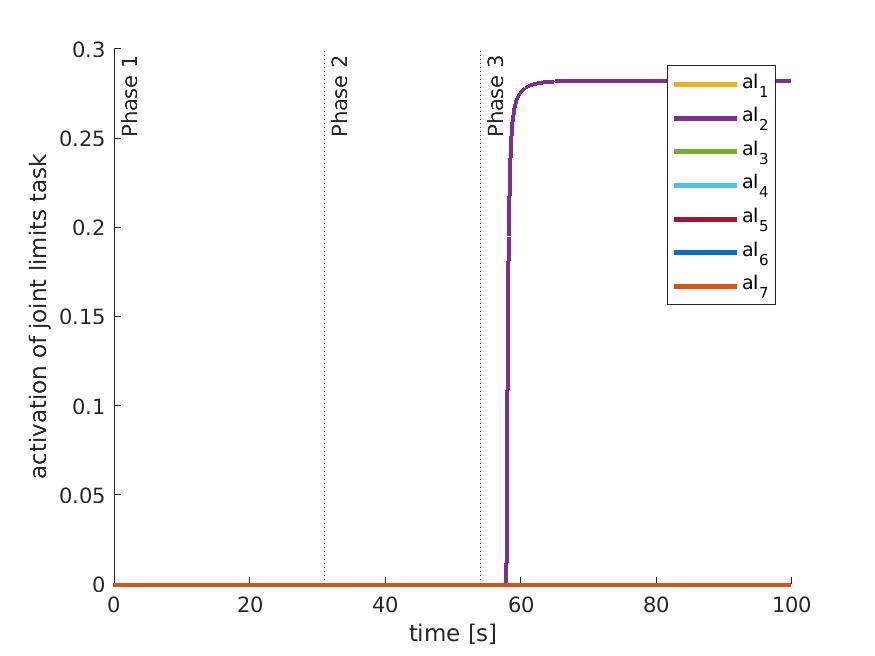 0.3
0.25
0.2
0.15
0.1
0.05
0
activation of joint limits task
Phase 1
Phase 2
Phase 3
al1
al2
al3
al4
al5
al6
al7
0 20 40 60 80 100
time [s]